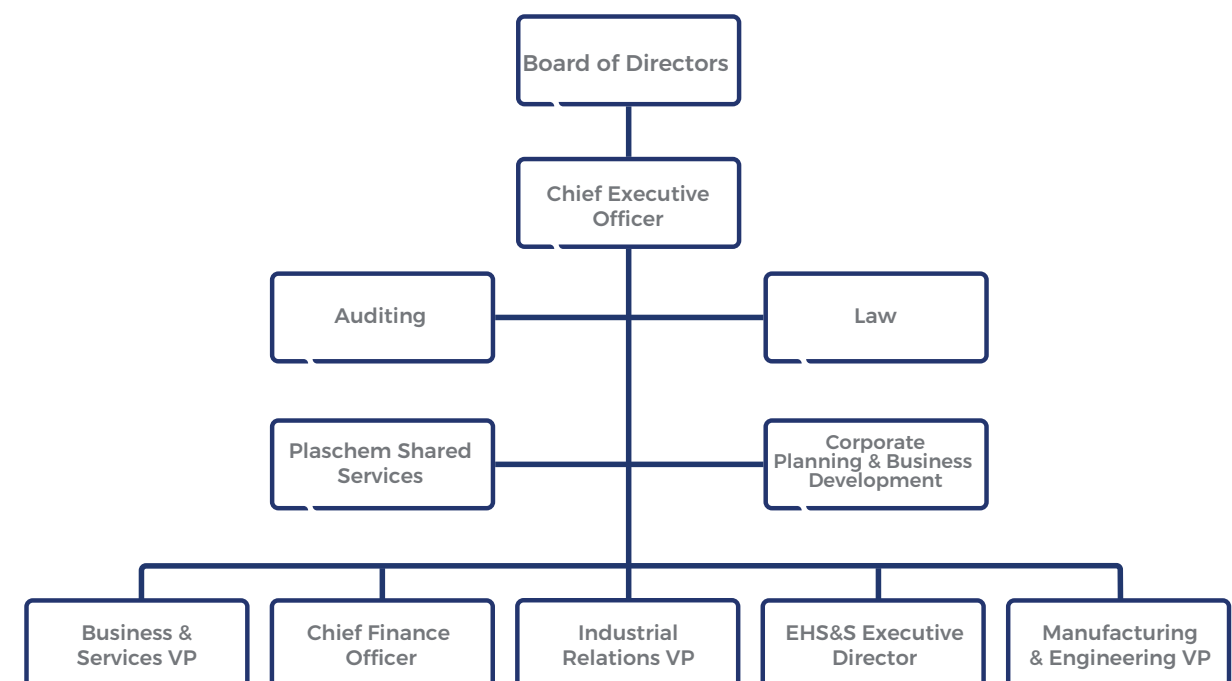 Board of Directors
Chief Executive
Officer
Auditing
Law
Plaschem Shared
Services
Corporate
Planning & Business
Development
Business &
Services VP
Chief Finance
Officer
Industrial
Relations VP
EHS&S Executive
Director
Manufacturing
& Engineering VP